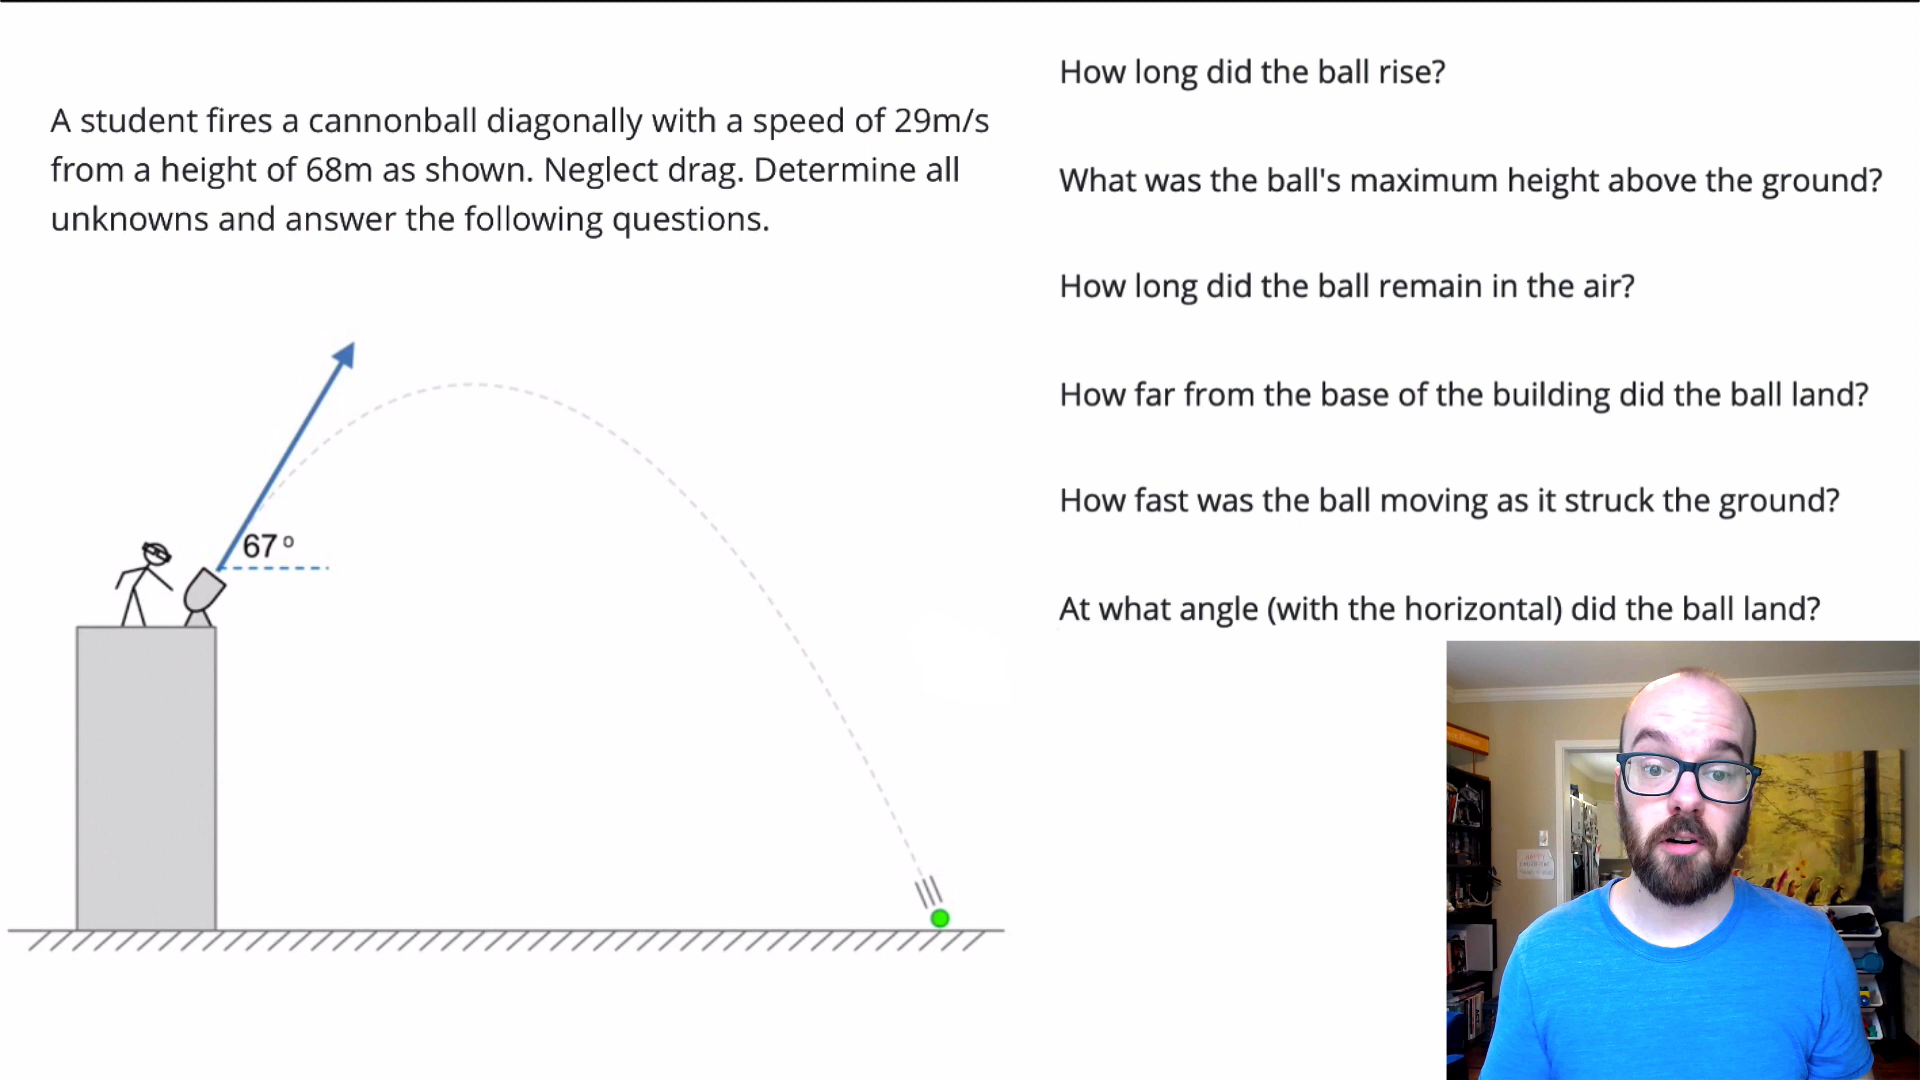 A student fires a cannonball diagonally with a speed of 29m/s
from a height of 68m as shown. Neglect drag. Determine all
unknowns and answer the following questions.
67°
How long did the ball rise?
What was the ball's maximum height above the ground?
How long did the ball remain in the air?
How far from the base of the building did the ball land?
How fast was the ball moving as it struck the ground?
At what angle (with the horizontal) did the ball land?